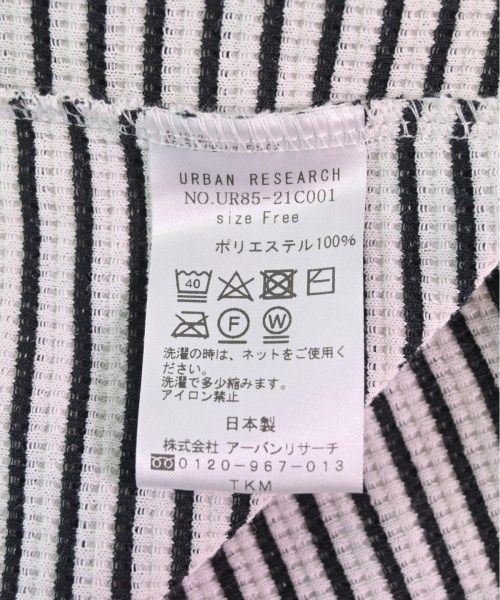 URBAN RESEARCH
NO.UR85-21C001
size Free
ポリエステル100%
40
F W
洗濯の時は、ネットをご使用く
ださい。
洗濯で多少縮みます。
アイロン禁止
日本製
株式会社 アーバンリサーチ
0120-967-013
TKM